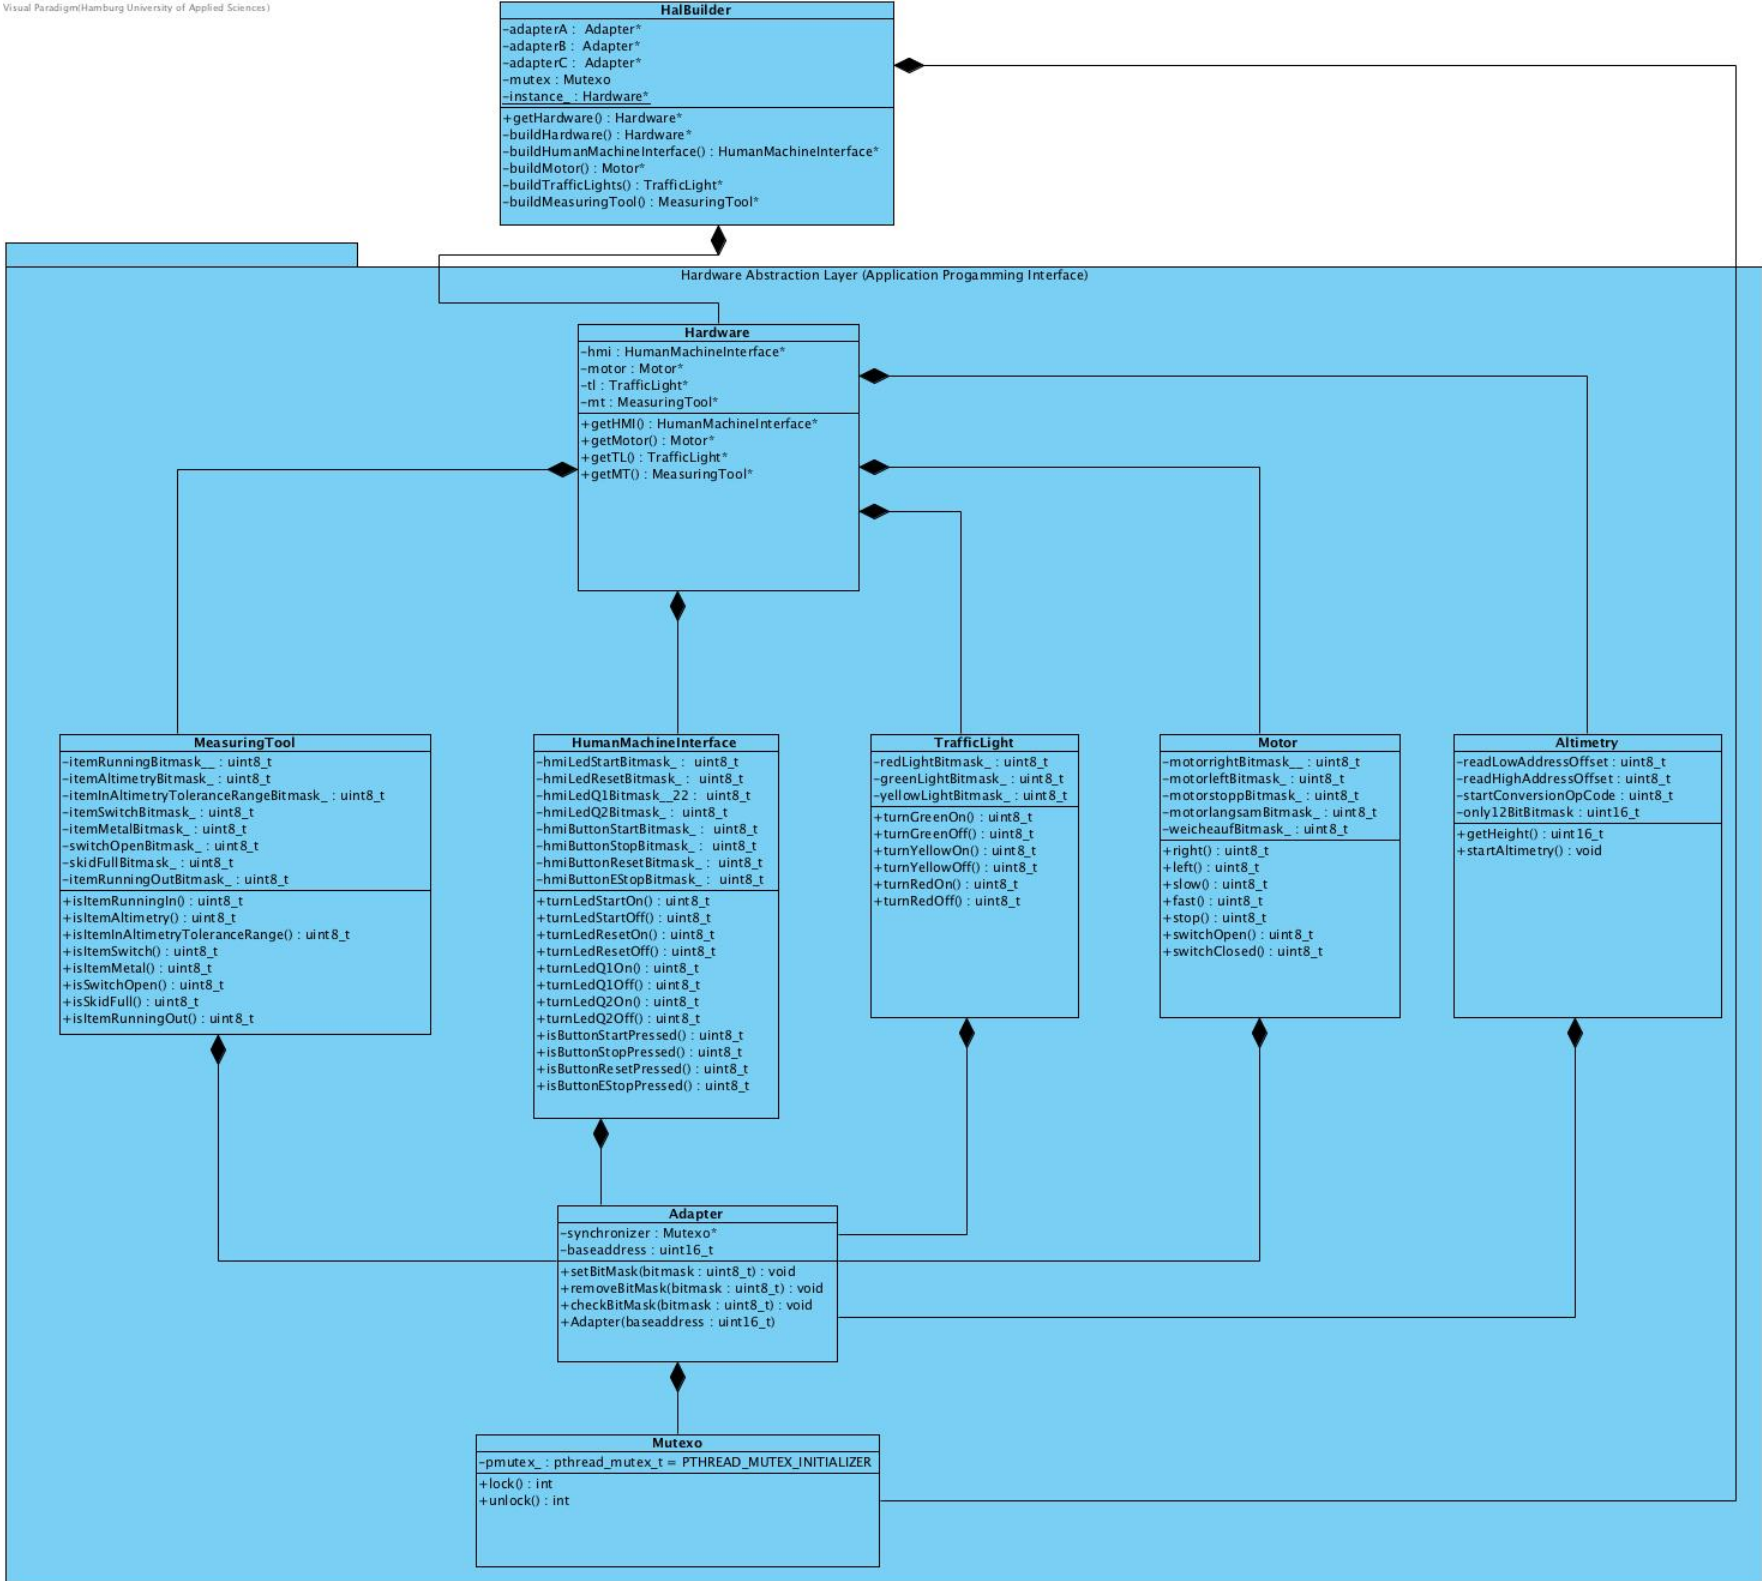 Visual Paradigm(Hamburg University of Applied Sciences)
HalBuilder
-adapterA : Adapter*
-adapterB : Adapter*
-adapterC : Adapter*
-mutex : Mutexo
-instance_ : Hardware*
+getHardware() : Hardware*
-buildHardware() : Hardware*
-buildHumanMachineInterface() : HumanMachineInterface*
-buildMotor() : Motor*
-buildTrafficLights() : TrafficLight*
-buildMeasuringTool() : MeasuringTool*
Hardware Abstraction Layer (Application Progamming Interface)
Hardware
-hmi : HumanMachineInterface*
-motor : Motor*
-tl : TrafficLight*
-mt : MeasuringTool*
+getHMI() : HumanMachineInterface*
+getMotor() : Motor*
+getTL() : TrafficLight*
+getMT() : MeasuringTool*
MeasuringTool
-itemRunningBitmask__ : uint8_t
-itemAltimetryBitmask_ : uint8_t
-itemInAltimetryToleranceRangeBitmask_ : uint8_t
-itemSwitchBitmask_ : uint8_t
-itemMetalBitmask_ : uint8_t
-switchOpenBitmask_ : uint8_t
-skidFullBitmask_ : uint8_t
-itemRunningOutBitmask_ : uint8_t
+isItemRunningIn() : uint8_t
+isItemAltimetry() : uint8_t
+isItemInAltimetryToleranceRange() : uint8_t
+isItemSwitch() : uint8_t
+isItemMetal() : uint8_t
+isSwitchOpen() : uint8_t
+isSkidFull() : uint8_t
+isItemRunningOut() : uint8_t
HumanMachineInterface
-hmiLedStartBitmask_ : uint8_t
-hmiLedResetBitmask_ : uint8_t
-hmiLedQ1Bitmask__22 : uint8_t
-hmiLedQ2Bitmask_ : uint8_t
-hmiButtonStartBitmask_ : uint8_t
-hmiButtonStopBitmask_ : uint8_t
-hmiButtonResetBitmask_ : uint8_t
-hmiButtonEStopBitmask_ : uint8_t
+turnLedStartOn() : uint8_t
+turnLedStartOff() : uint8_t
+turnLedResetOn() : uint8_t
+turnLedResetOff() : uint8_t
+turnLedQ1On() : uint8_t
+turnLedQ1Off() : uint8_t
+turnLedQ2On() : uint8_t
+turnLedQ2Off() : uint8_t
+isButtonStartPressed() : uint8_t
+isButtonStopPressed() : uint8_t
+isButtonResetPressed() : uint8_t
+isButtonEStopPressed() : uint8_t
TrafficLight
-redLightBitmask_ : uint8_t
-greenLightBitmask_ : uint8_t
-yellowLightBitmask_ : uint8_t
+turnGreenOn() : uint8_t
+turnGreenOff() : uint8_t
+turnYellowOn() : uint8_t
+turnYellowOff() : uint8_t
+turnRedOn() : uint8_t
+turnRedOff() : uint8_t
Motor
-motorrightBitmask__ : uint8_t
-motorleftBitmask_ : uint8_t
-motorstoppBitmask_ : uint8_t
-motorlangsamBitmask_ : uint8_t
-weicheaufBitmask_ : uint8_t
+right() : uint8_t
+left() : uint8_t
+slow() : uint8_t
+fast() : uint8_t
+stop() : uint8_t
+switchOpen() : uint8_t
+switchClosed() : uint8_t
Altimetry
-readLowAddressOffset : uint8_t
-readHighAddressOffset : uint8_t
-startConversionOpCode : uint8_t
-only12BitBitmask : uint16_t
+getHeight() : uint16_t
+startAltimetry() : void
Adapter
-synchronizer : Mutexo*
-baseaddress : uint16_t
+setBitMask(bitmask : uint8_t) : void
+removeBitMask(bitmask : uint8_t) : void
+checkBitMask(bitmask : uint8_t) : void
+Adapter(baseaddress : uint16_t)
Mutexo
-pmutex_ : pthread_mutex_t = PTHREAD_MUTEX_INITIALIZER
+lock() : int
+unlock() : int